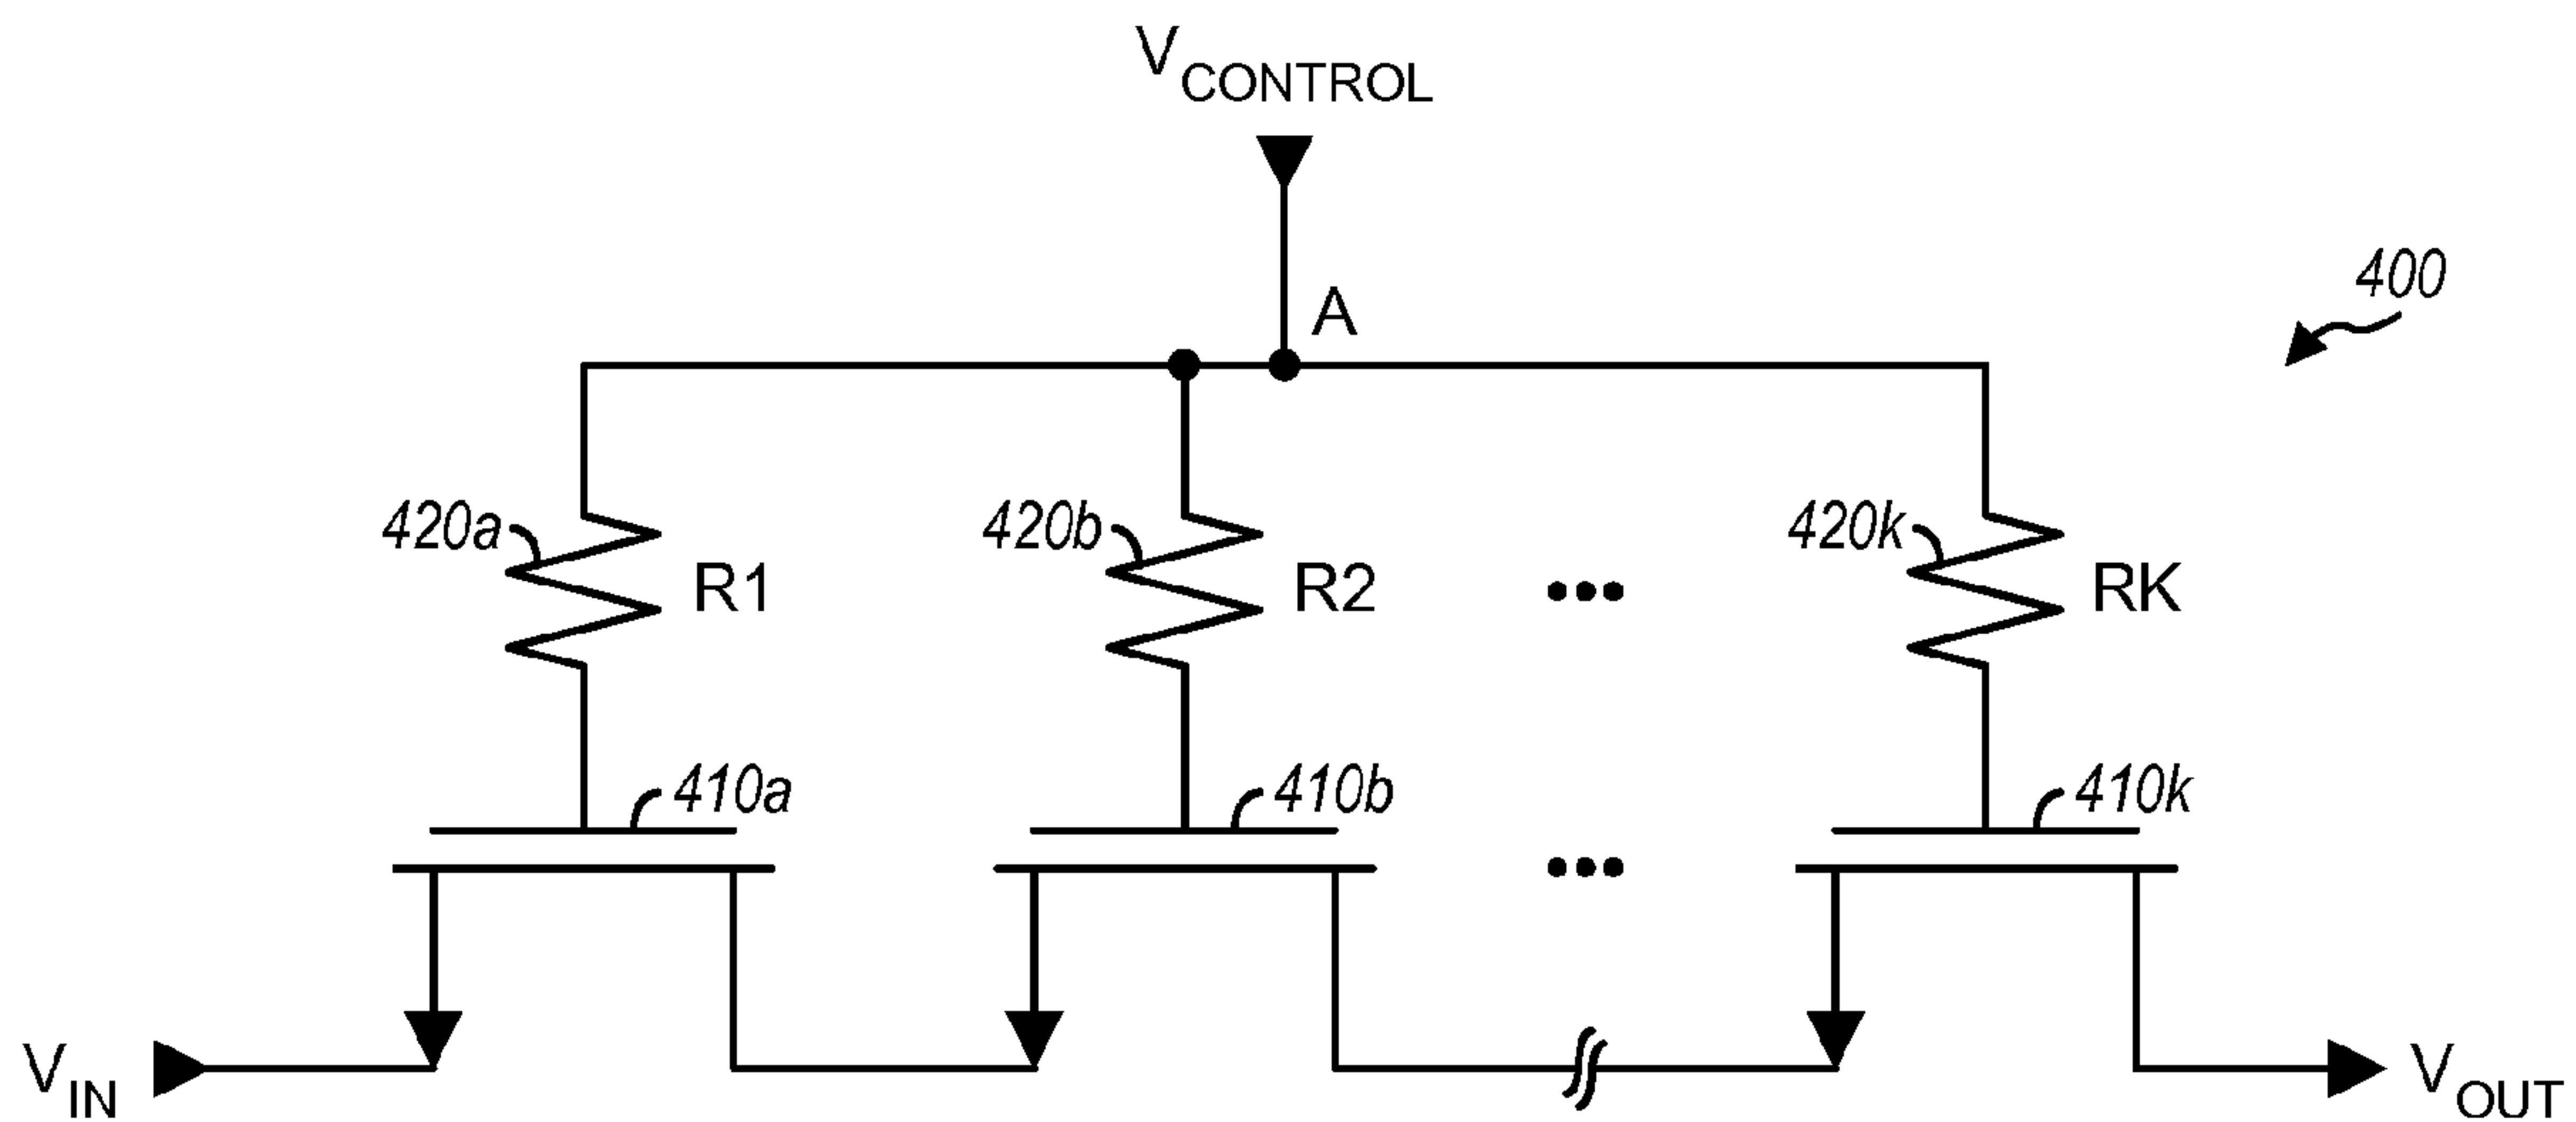 VCONTROL
A
400
420a
R1
420b
R2
•••
420k
RK
410a
410b
•••
410k
VIN
VOUT